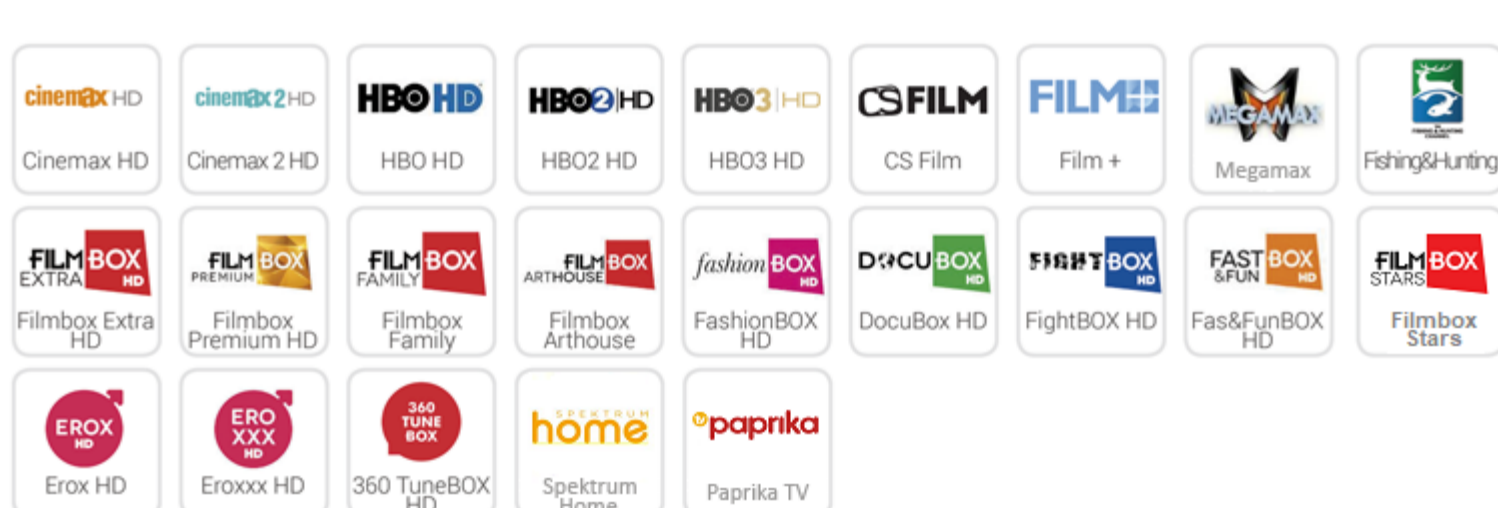 cinemax HD
Cinemax HD
cinemax 2 HD
Cinemax 2 HD
HBO HD
HBO HD
HBO2 HD
HBO2 HD
HBO3 HD
HBO3 HD
CS FILM
CS Film
FILM+
Film +
MEGAMAX
Megamax
FISHING & HUNTING
CHANNEL
Fishing&Hunting
FILM BOX
EXTRA HD
Filmbox Extra
HD
FILM BOX
PREMIUM
Filmbox
Premium HD
FILM BOX
FAMILY
Filmbox
Family
FILM BOX
ARTHOUSE
Filmbox
Arthouse
fashion BOX
HD
FashionBOX
HD
DOCU BOX
HD
DocuBox HD
FIGHT BOX
HD
FightBOX HD
FAST BOX
&FUN HD
Fas&FunBOX
HD
FILM BOX
STARS HD
Filmbox
Stars
EROX
HD
Erox HD
ERO
XXX
HD
Eroxxx HD
360
TUNE
BOX
360 TuneBOX
HD
SPEKTRUM
home
Spektrum
Home
tv paprika
Paprika TV